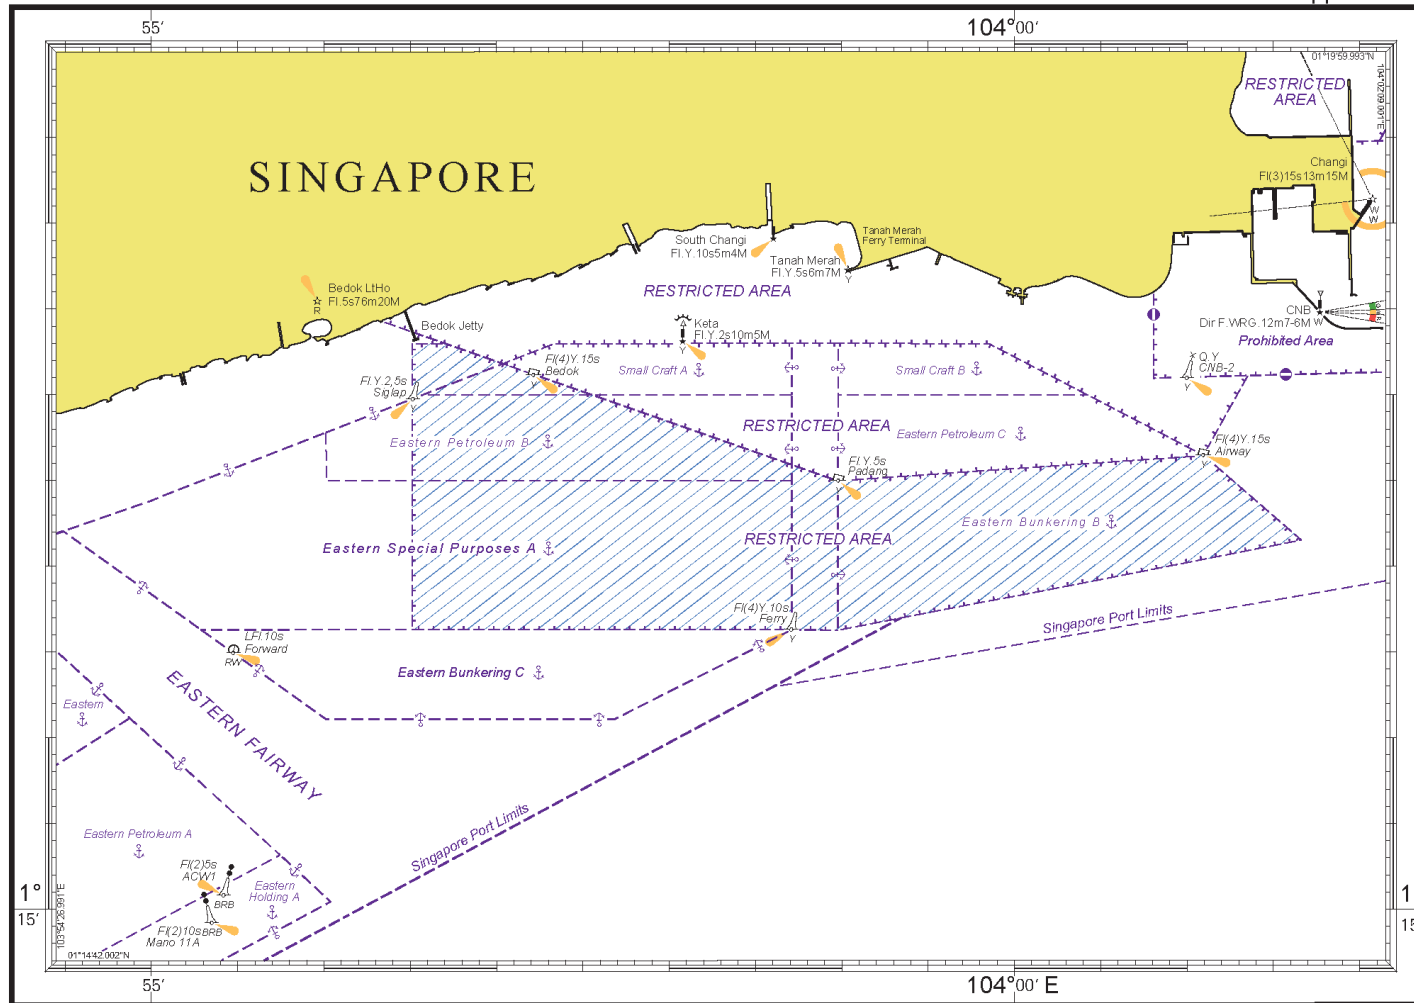 55'
104°00'
01°19'59.993"N
104°02'09.001"E
RESTRICTED
AREA
SINGAPORE
Changi
Fl(3)15s13m15M
W
W
South Changi
Fl.Y.10s5m4M
Tanah Merah
Ferry Terminal
Tanah Merah
Fl.Y.5s6m7M
Y
Bedok LtHo
Fl.5s76m20M
R
RESTRICTED AREA
CNB
Dir F.WRG.12m7-6M
W
Bedok Jetty
Keta
Fl.Y.2s10m5M
Y
Prohibited Area
Q.Y
CNB-2
Y
Fl(4)Y.15s
Bedok
Y
Small Craft A
Small Craft B
Fl.Y.2,5s
Siglap
Y
RESTRICTED AREA
Eastern Petroleum B
Eastern Petroleum C
Fl(4)Y.15s
Airway
Y
Fl.Y.5s
Padang
Y
Eastern Bunkering B
RESTRICTED AREA
Eastern Special Purposes A
Fl(4)Y.10s
Ferry
Y
Singapore Port Limits
LFl.10s
Forward
RW
Eastern Bunkering C
EASTERN FAIRWAY
Eastern
Singapore Port Limits
Eastern Petroleum A
Fl(2)5s
ACW1
BRB
Eastern
Holding A
Fl(2)10s
BRB
Mano 11A
1°
15'
1
15
103°54'26.991"E
01°14'42.002"N
55'
104°00' E